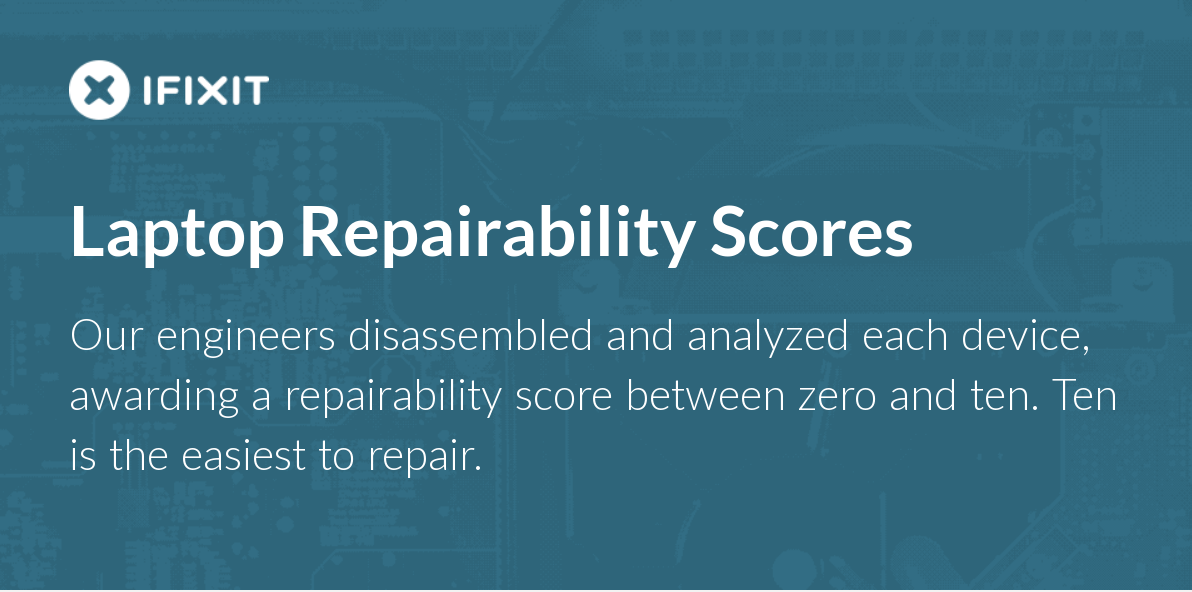 IFIXIT
Laptop Repairability Scores
Our engineers disassembled and analyzed each device,
awarding a repairability score between zero and ten. Ten
is the easiest to repair.